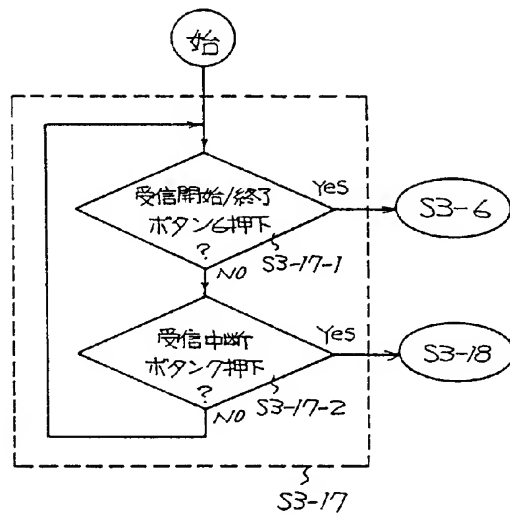 始
受信開始/終了
ボタン6押下
?
Yes
S3-6
NO
S3-17-1
受信中断
ボタン7押下
?
Yes
S3-18
NO
S3-17-2
S3-17